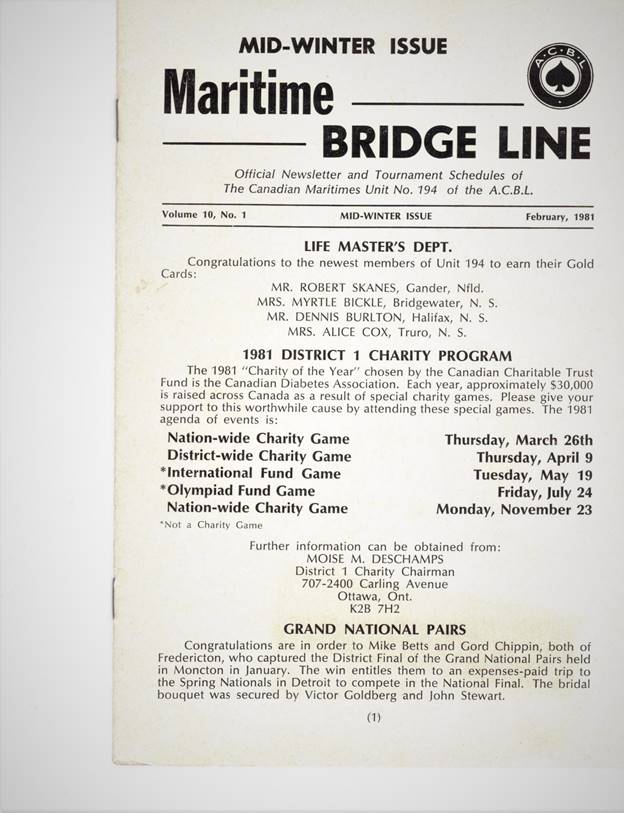 MID-WINTER ISSUE
A.C.B.L.
Maritime
BRIDGE LINE
Official Newsletter and Tournament Schedules of
The Canadian Maritimes Unit No. 194 of the A.C.B.L.
Volume 10, No. 1 MID-WINTER ISSUE February, 1981
LIFE MASTER'S DEPT.
Congratulations to the newest members of Unit 194 to earn their Gold
Cards:
MR. ROBERT SKANES, Gander, Nfld.
MRS. MYRTLE BICKLE, Bridgewater, N. S.
MR. DENNIS BURLTON, Halifax, N. S.
MRS. ALICE COX, Truro, N. S.
1981 DISTRICT 1 CHARITY PROGRAM
The 1981 "Charity of the Year" chosen by the Canadian Charitable Trust
Fund is the Canadian Diabetes Association. Each year, approximately $30,000
is raised across Canada as a result of special charity games. Please give your
support to this worthwhile cause by attending these special games. The 1981
agenda of events is:
Nation-wide Charity Game Thursday, March 26th
District-wide Charity Game Thursday, April 9
*International Fund Game Tuesday, May 19
*Olympiad Fund Game Friday, July 24
Nation-wide Charity Game Monday, November 23
*Not a Charity Game
Further information can be obtained from:
MOISE M. DESCHAMPS
District 1 Charity Chairman
707-2400 Carling Avenue
Ottawa, Ont.
K2B 7H2
GRAND NATIONAL PAIRS
Congratulations are in order to Mike Betts and Gord Chippin, both of
Fredericton, who captured the District Final of the Grand National Pairs held
in Moncton in January. The win entitles them to an expenses-paid trip to
the Spring Nationals in Detroit to compete in the National Final. The bridal
bouquet was secured by Victor Goldberg and John Stewart.
(1)